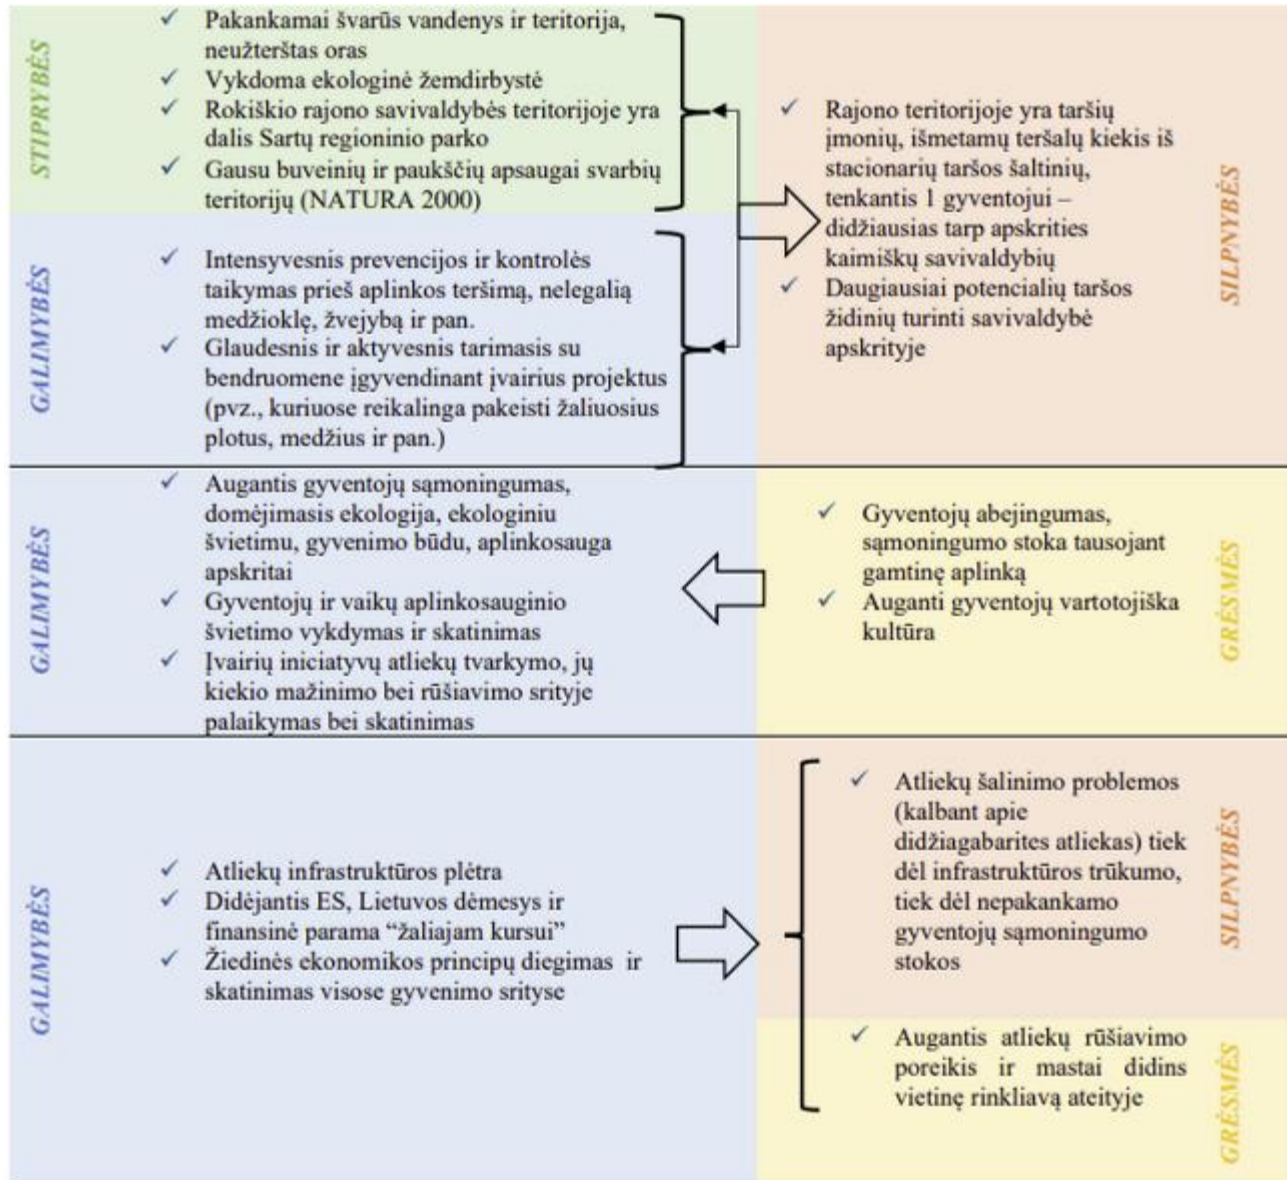 STIPRYBĖS
✓ Pakankamai švarūs vandenys ir teritorija,
neužterštas oras
✓ Vykdoma ekologinė žemdirbystė
✓ Rokiškio rajono savivaldybės teritorijoje yra
dalis Sartų regioninio parko
✓ Gausu buveinių ir paukščių apsaugai svarbių
teritorijų (NATURA 2000)
GALIMYBĖS
✓ Intensyvesnis prevencijos ir kontrolės
taikymas prieš aplinkos teršimą, nelegalią
medžioklę, žvejybą ir pan.
✓ Glaudesnis ir aktyvesnis tarimasis su
bendruomene įgyvendinant įvairius projektus
(pvz., kuriuose reikalinga pakeisti žaliuosius
plotus, medžius ir pan.)
✓ Rajono teritorijoje yra taršių
įmonių, išmetamų teršalų kiekis iš
stacionarių taršos šaltinių,
tenkantis 1 gyventojui –
didžiausias tarp apskrities
kaimiškų savivaldybių
✓ Daugiausiai potencialių taršos
židinių turinti savivaldybė
apskrityje
SILPNYBĖS
GALIMYBĖS
✓ Augantis gyventojų sąmoningumas,
domėjimasis ekologija, ekologiniu
švietimu, gyvenimo būdu, aplinkosauga
apskritai
✓ Gyventojų ir vaikų aplinkosauginio
švietimo vykdymas ir skatinimas
✓ Įvairių iniciatyvų atliekų tvarkymo, jų
kiekio mažinimo bei rūšiavimo srityje
palaikymas bei skatinimas
✓ Gyventojų abejingumas,
sąmoningumo stoka tausojant
gamtinę aplinką
✓ Auganti gyventojų vartotojiška
kultūra
GRĖSMĖS
GALIMYBĖS
✓ Atliekų infrastruktūros plėtra
✓ Didėjantis ES, Lietuvos dėmesys ir
finansinė parama “žaliajam kursui”
✓ Žiedinės ekonomikos principų diegimas ir
skatinimas visose gyvenimo srityse
✓ Atliekų šalinimo problemos
(kalbant apie
didžiagabarites atliekas) tiek
dėl infrastruktūros trūkumo,
tiek dėl nepakankamo
gyventojų sąmoningumo
stokos
SILPNYBĖS
✓ Augantis atliekų rūšiavimo
poreikis ir mastai didins
vietinę rinkliavą ateityje
GRĖSMĖS